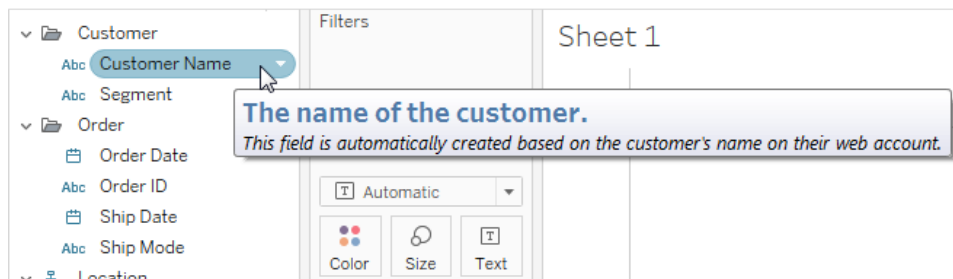 Customer
Abc Customer Name
Abc Segment
Order
Order Date
Abc Order ID
Ship Date
Abc Ship Mode
Location
Filters
T Automatic
Color Size T Text
Sheet 1
The name of the customer.
This field is automatically created based on the customer's name on their web account.